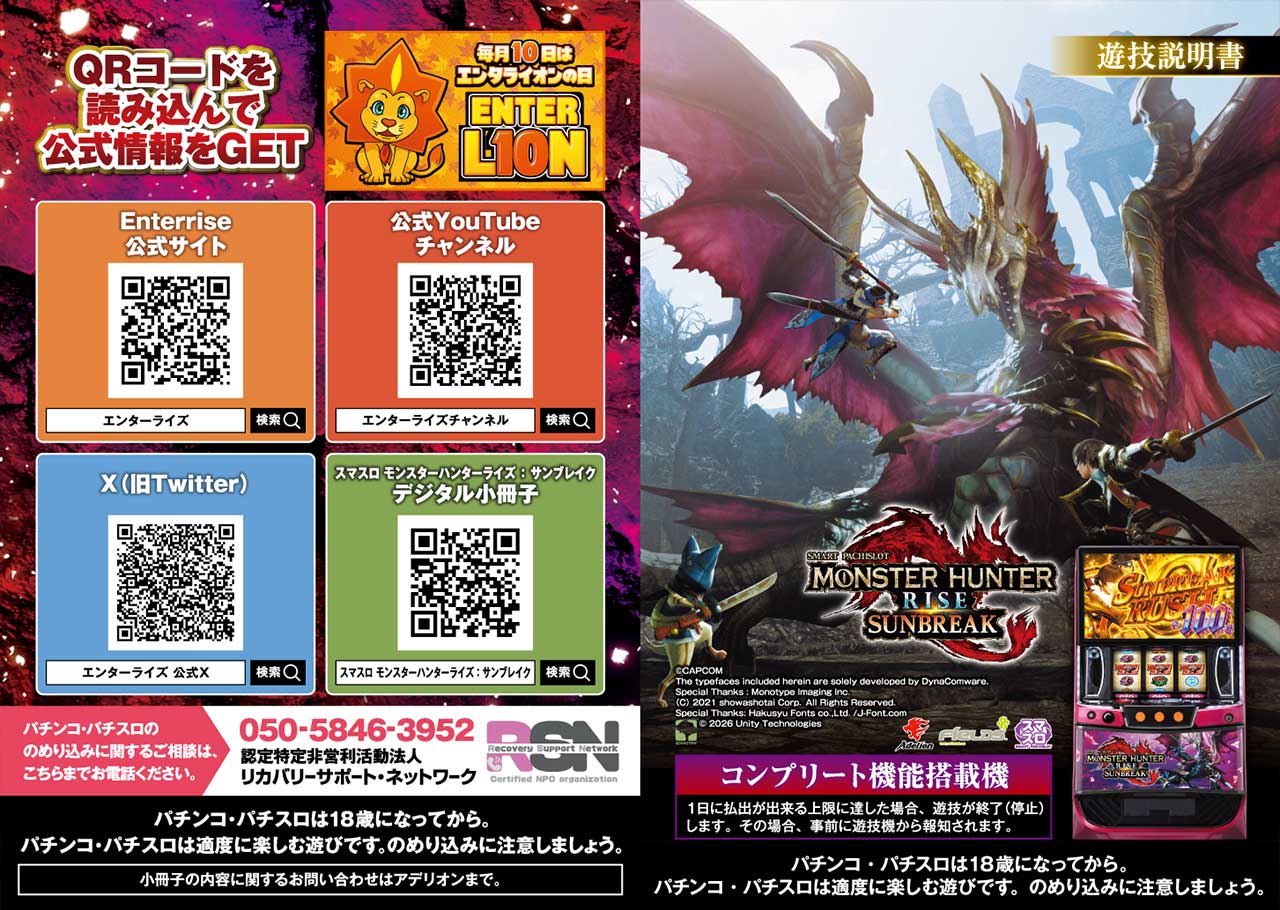 QRコードを
読み込んで
公式情報をGET
毎月10日は
エンタライオンの日
ENTER
L10N
Enterrise
公式サイト
エンターライズ
検索
公式YouTube
チャンネル
エンターライズチャンネル
検索
X(旧Twitter)
エンターライズ 公式X
検索
スマスロ モンスターハンターライズ:サンブレイク
デジタル小冊子
スマスロ モンスターハンターライズ:サンブレイク
検索
パチンコ・パチスロの
のめり込みに関するご相談は、
こちらまでお電話ください。
050-5846-3952
認定特定非営利活動法人
リカバリーサポート・ネットワーク
RSN
Recovery Support Network
Certified NPO organization
パチンコ・パチスロは18歳になってから。
パチンコ・パチスロは適度に楽しむ遊びです。のめり込みに注意しましょう。
小冊子の内容に関するお問い合わせはアデリオンまで。
遊技説明書
SMART PACHISLOT
MONSTER HUNTER
RISE
SUNBREAK
SUNBREAK
RUSH
+100
MONSTER HUNTER
RISE
SUNBREAK
©CAPCOM
The typefaces included herein are solely developed by DynaComware.
Special Thanks : Monotype Imaging Inc.
(C) 2021 showashotai Corp. All Rights Reserved.
Special Thanks: Hakusyu Fonts co.,Ltd. /J-Font.com
© 2026 Unity Technologies
Adelion
FIELDS
スマスロ
コンプリート機能搭載機
1日に払出が出来る上限に達した場合、遊技が終了(停止)
します。その場合、事前に遊技機から報知されます。
パチンコ・パチスロは18歳になってから。
パチンコ・パチスロは適度に楽しむ遊びです。のめり込みに注意しましょう。